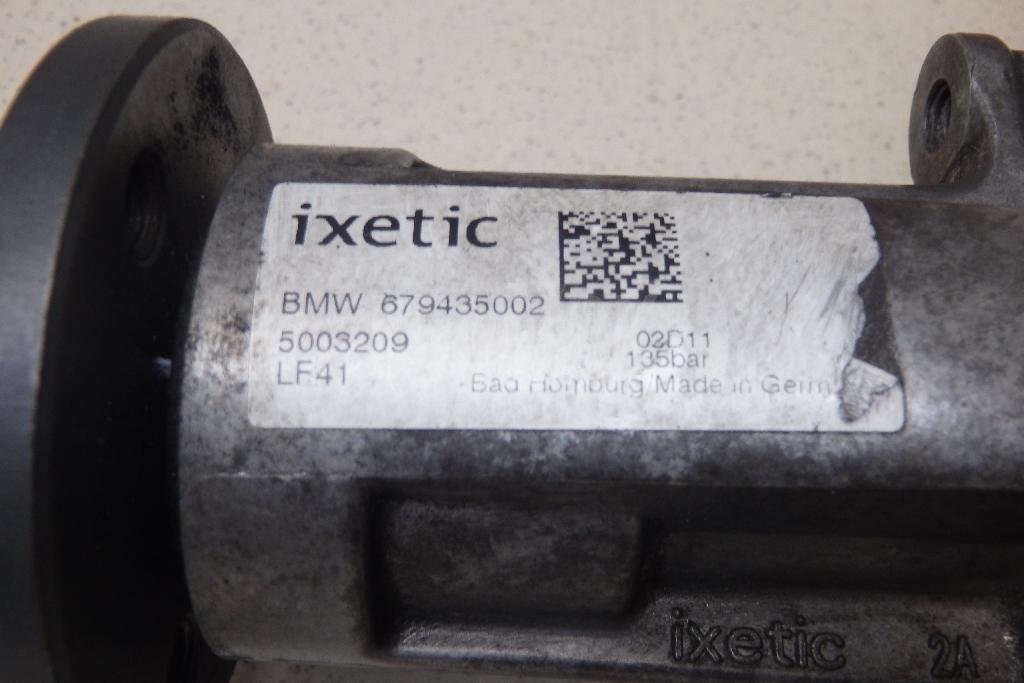 ixetic
BMW 679435002
5003209
LF41
02D11
135bar
-Bad Homburg/Made in Germ
ixetic
2A